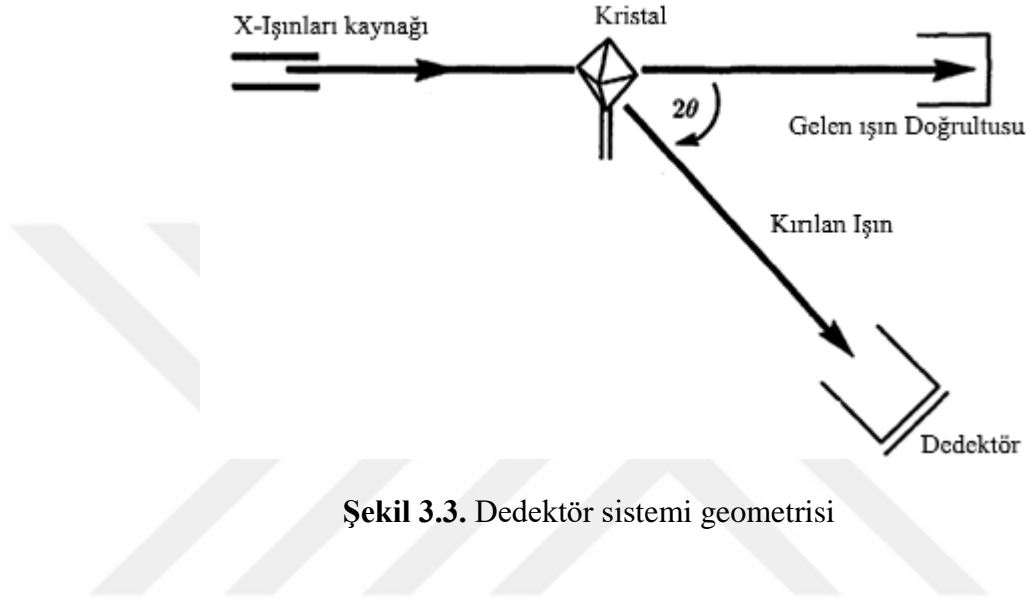 X-Işınları kaynağı
Kristal
2θ
Gelen ışın Doğrultusu
Kırılan Işın
Dedektör
Şekil 3.3. Dedektör sistemi geometrisi